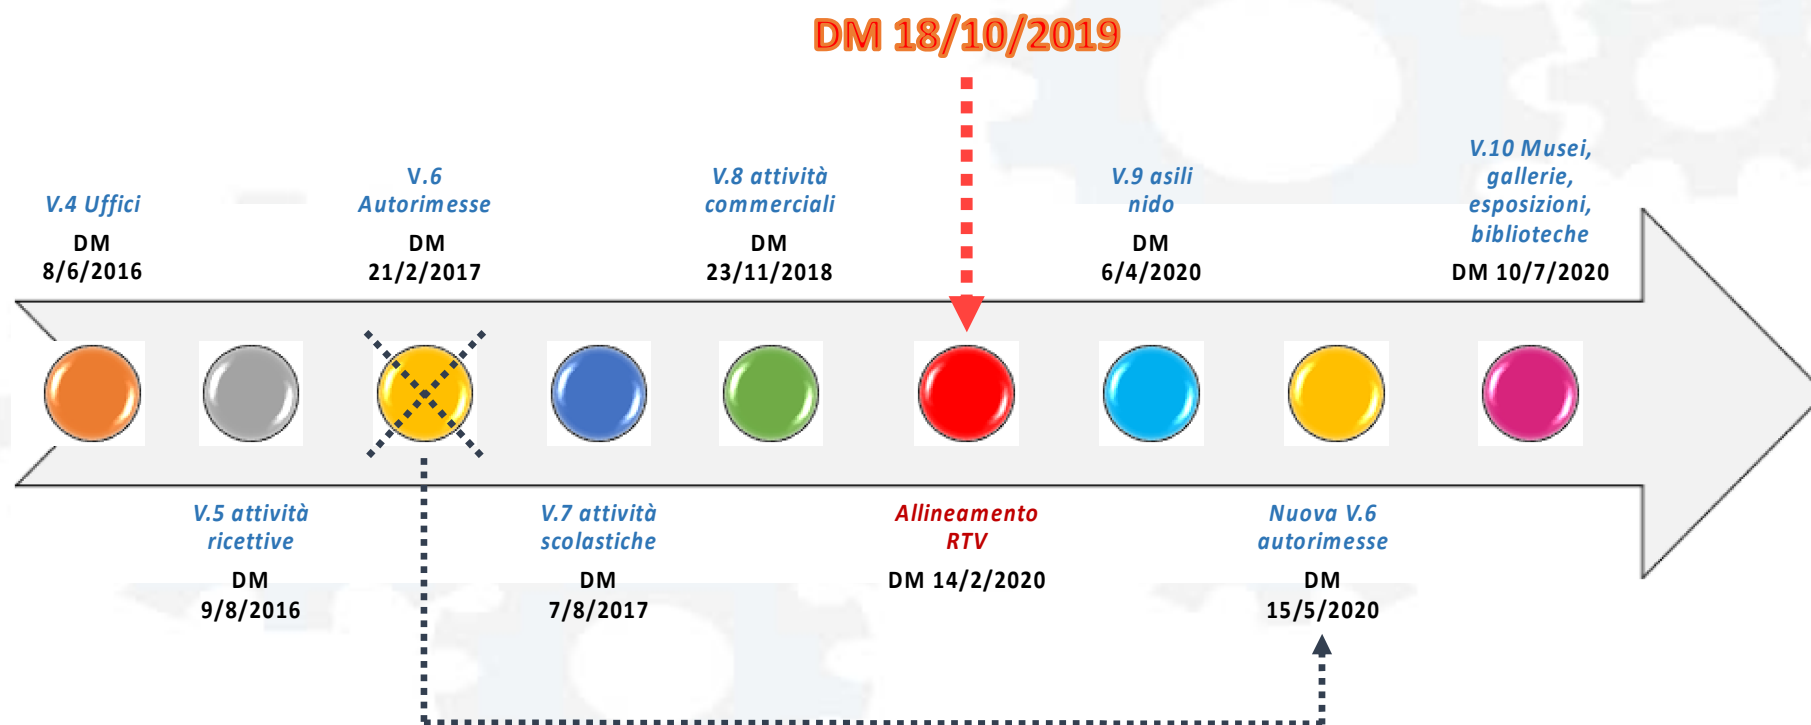 DM 18/10/2019
V.4 Uffici
DM
8/6/2016
V.6
Autorimesse
DM
21/2/2017
V.8 attività
commerciali
DM
23/11/2018
V.9 asili
nido
DM
6/4/2020
V.10 Musei,
gallerie,
esposizioni,
biblioteche
DM 10/7/2020
V.5 attività
ricettive
DM
9/8/2016
V.7 attività
scolastiche
DM
7/8/2017
Allineamento
RTV
DM 14/2/2020
Nuova V.6
autorimesse
DM
15/5/2020